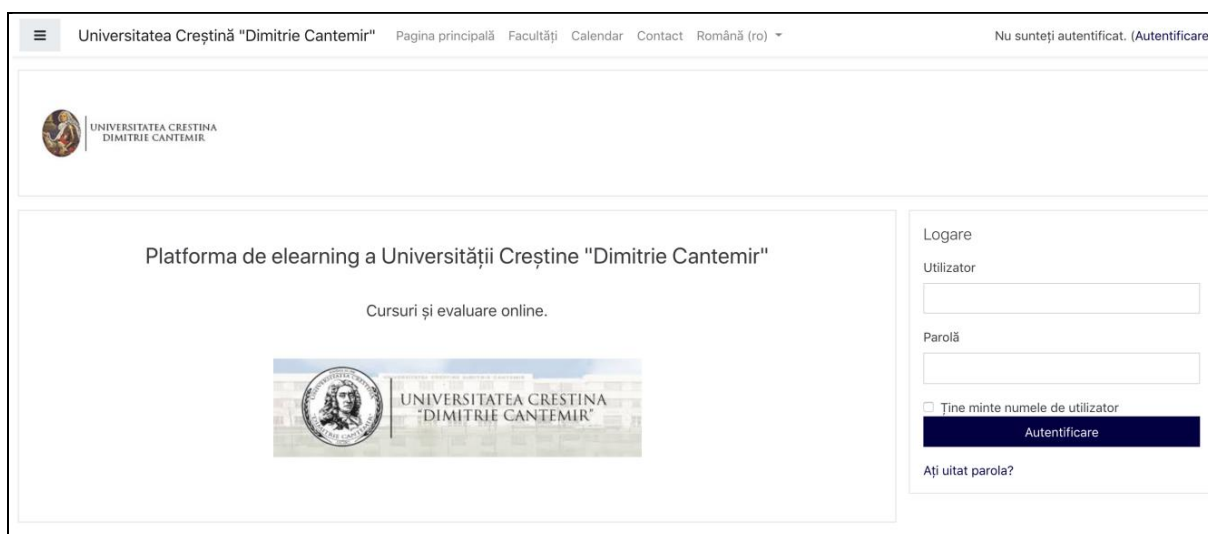 Universitatea Creștină "Dimitrie Cantemir" Pagina principală Facultăți Calendar Contact Română (ro) Nu sunteți autentificat. (Autentificare
UNIVERSITATEA CRESTINA
DIMITRIE CANTEMIR
Platforma de elearning a Universității Creștine "Dimitrie Cantemir"
Cursuri și evaluare online.
UNIVERSITATEA CRESTINA
"DIMITRIE CANTEMIR"
Logare
Utilizator
Parolă
Ține minte numele de utilizator
Autentificare
Ați uitat parola?